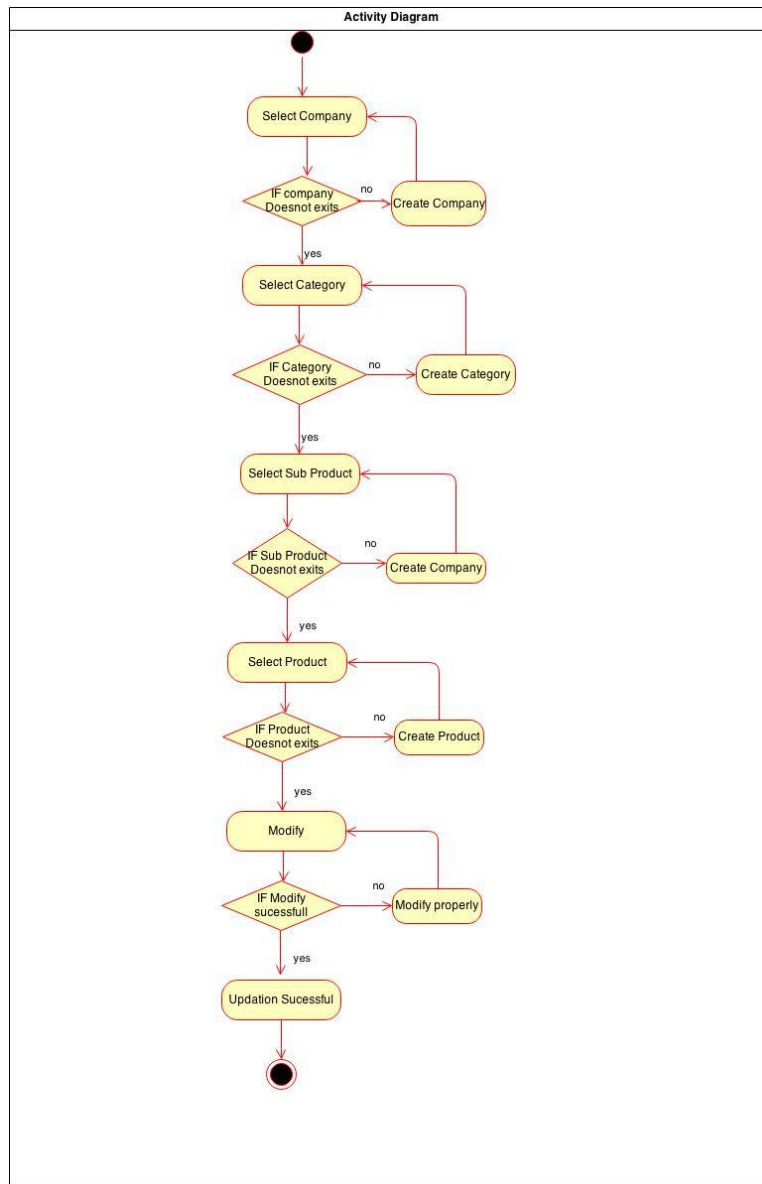 Activity Diagram
Select Company
IF company
Doesnot exits
no
Create Company
yes
Select Category
IF Category
Doesnot exits
no
Create Category
yes
Select Sub Product
IF Sub Product
Doesnot exits
no
Create Company
yes
Select Product
IF Product
Doesnot exits
no
Create Product
yes
Modify
IF Modify
sucessfull
no
Modify properly
yes
Updation Sucessful